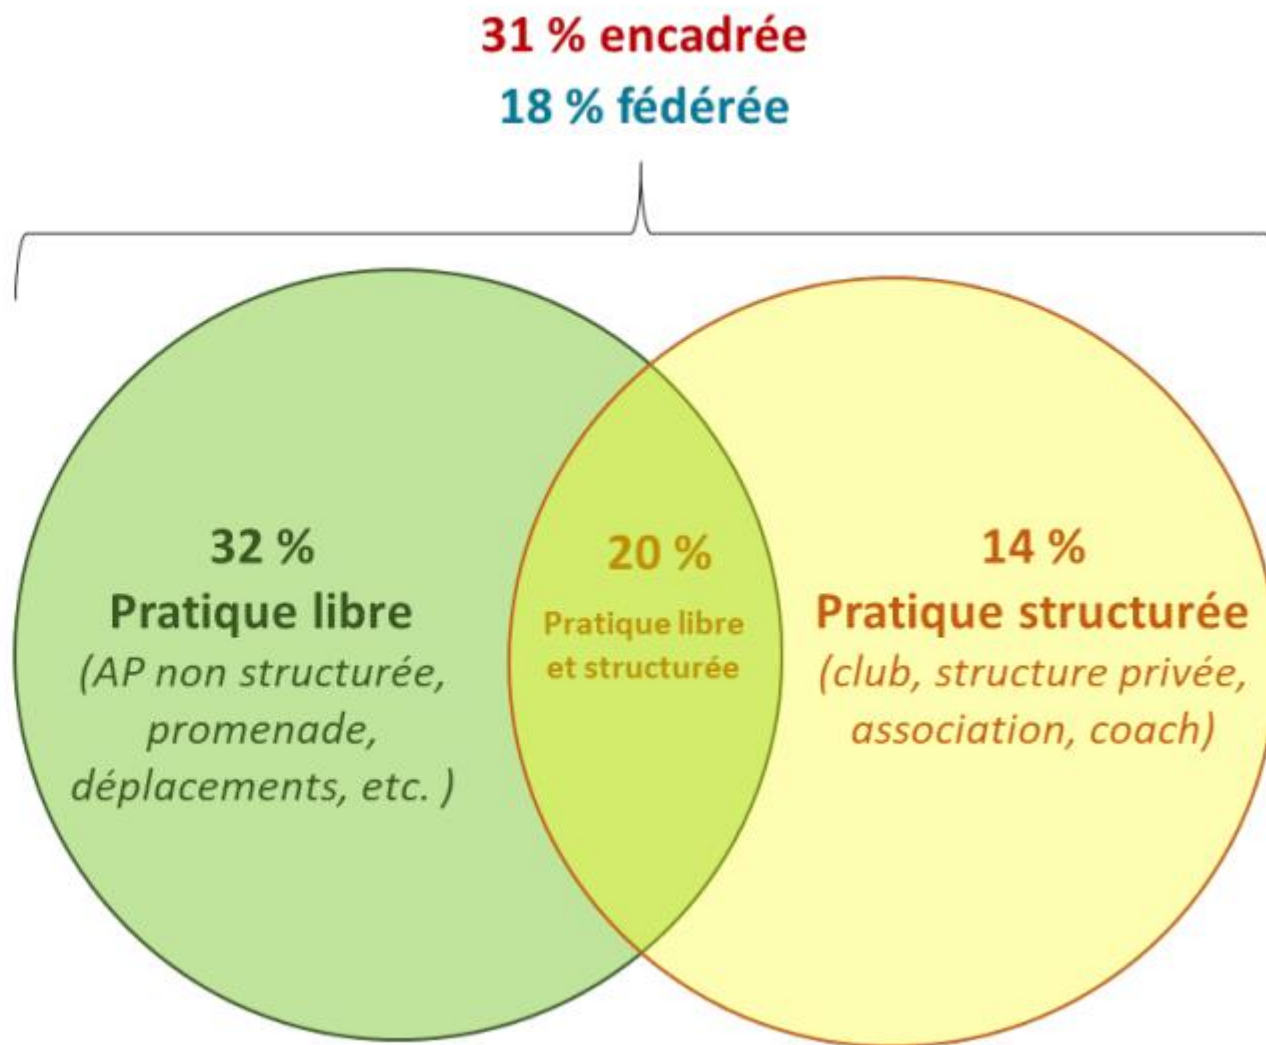 31 % encadrée
18 % fédérée
32 %
Pratique libre
(AP non structurée,
promenade,
déplacements, etc. )
20 %
Pratique libre
et structurée
14 %
Pratique structurée
(club, structure privée,
association, coach)